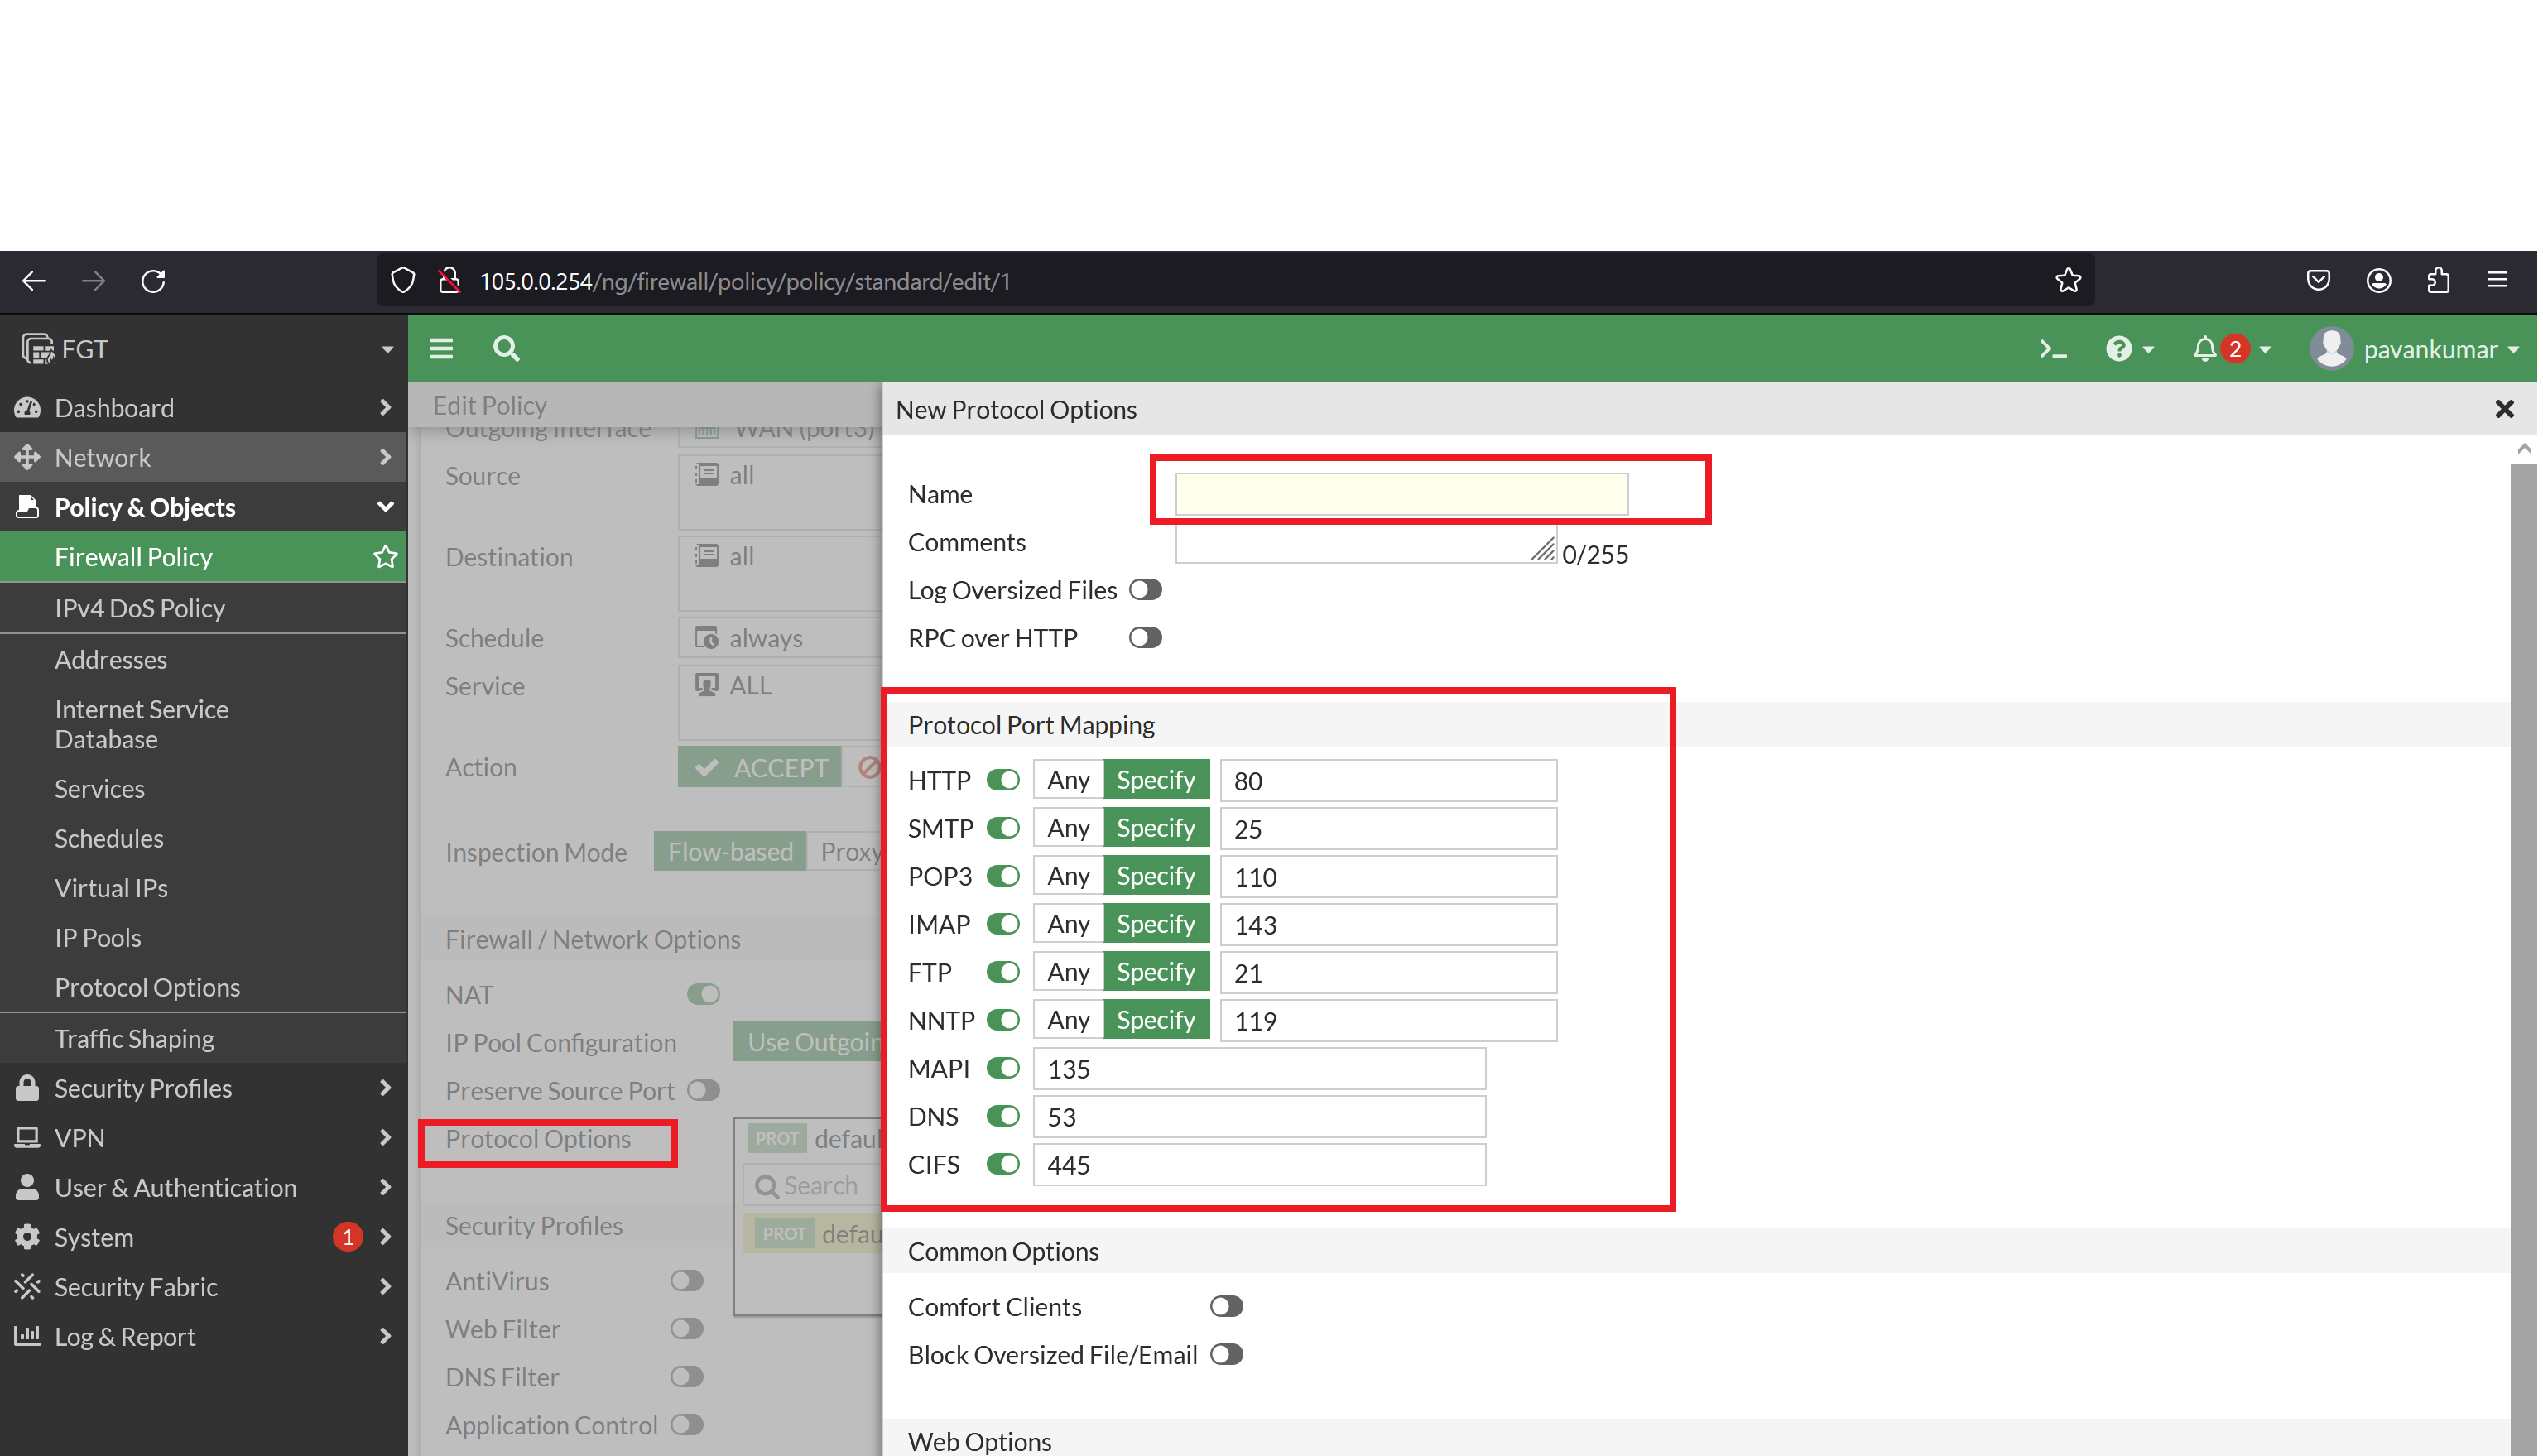 105.0.0.254/ng/firewall/policy/policy/standard/edit/1
FGT
2
pavankumar
Dashboard
Network
Policy & Objects
Firewall Policy
IPv4 DoS Policy
Addresses
Internet Service
Database
Services
Schedules
Virtual IPs
IP Pools
Protocol Options
Traffic Shaping
Security Profiles
VPN
User & Authentication
System 1
Security Fabric
Log & Report
Edit Policy
Outgoing Interface WAN (port3)
Source all
Destination all
Schedule always
Service ALL
Action ACCEPT
Inspection Mode Flow-based Proxy
Firewall / Network Options
NAT
IP Pool Configuration Use Outgoin
Preserve Source Port
Protocol Options PROT defaul
Search
PROT defau
Security Profiles
AntiVirus
Web Filter
DNS Filter
Application Control
New Protocol Options
Name
Comments 0/255
Log Oversized Files
RPC over HTTP
Protocol Port Mapping
HTTP Any Specify 80
SMTP Any Specify 25
POP3 Any Specify 110
IMAP Any Specify 143
FTP Any Specify 21
NNTP Any Specify 119
MAPI 135
DNS 53
CIFS 445
Common Options
Comfort Clients
Block Oversized File/Email
Web Options